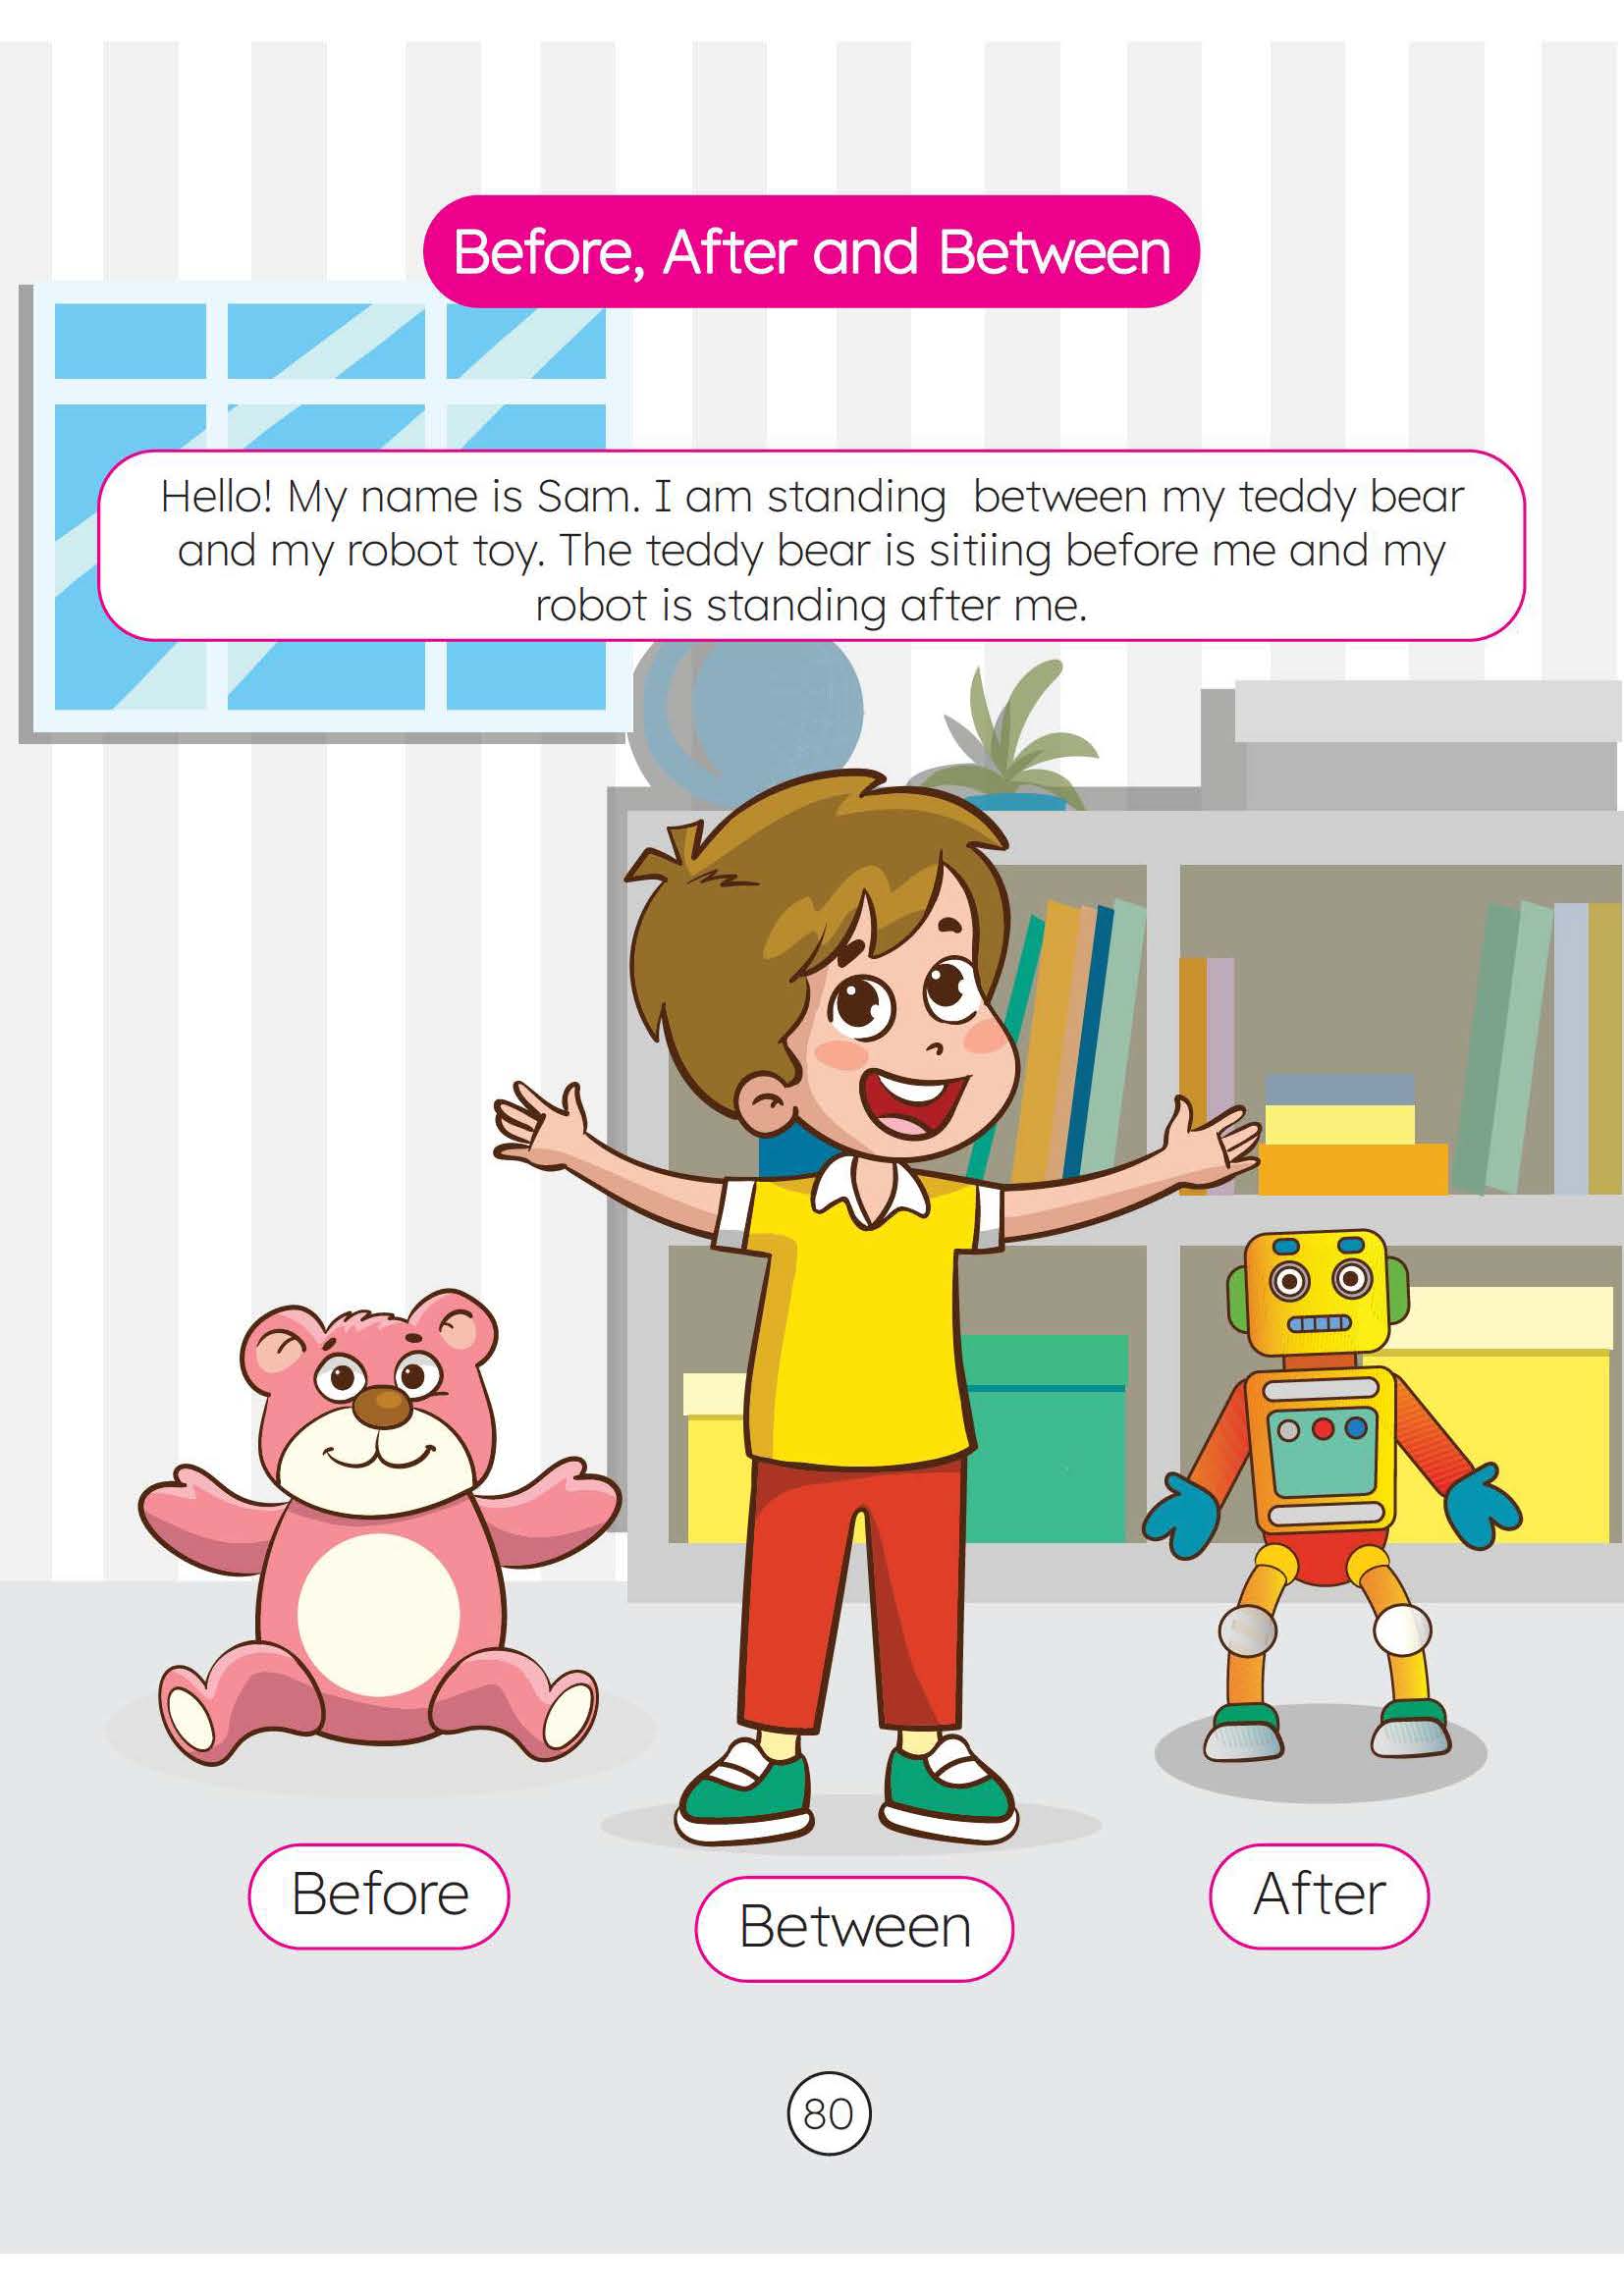 Before, After and Between
Hello! My name is Sam. I am standing between my teddy bear
and my robot toy. The teddy bear is sitiing before me and my
robot is standing after me.
Before
Between
After
80